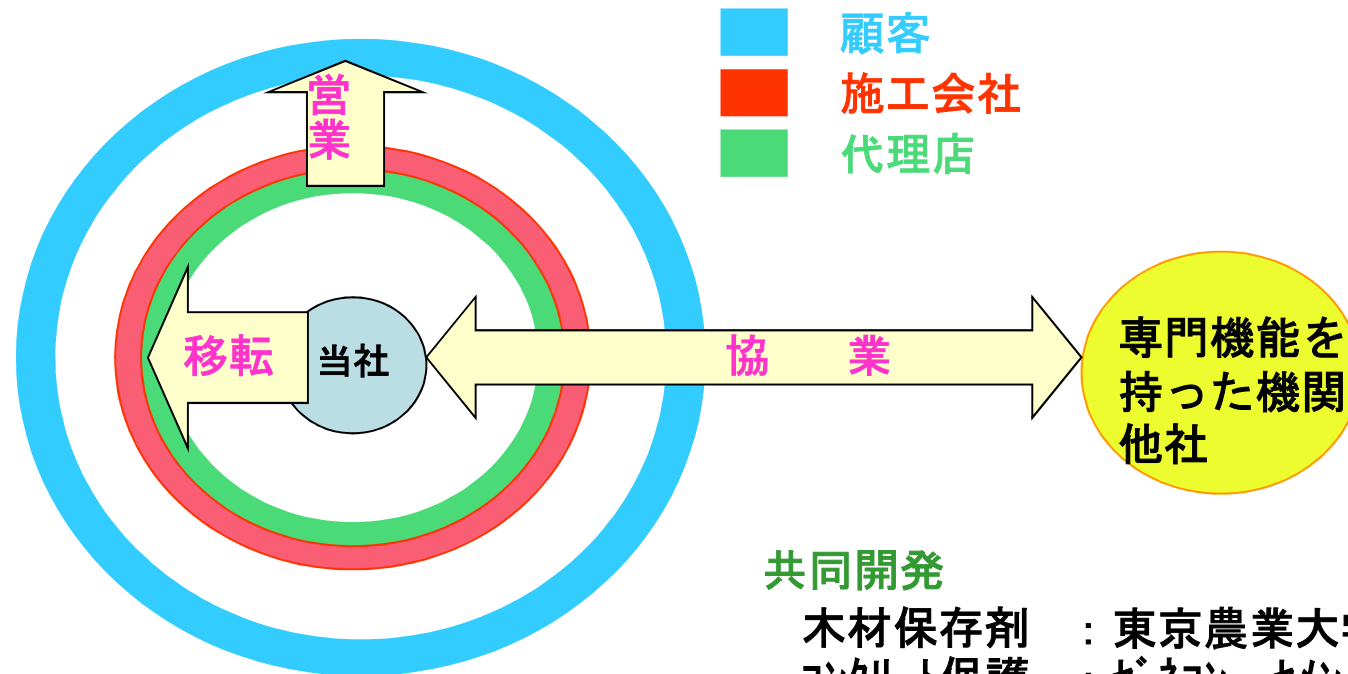 顧客
施工会社
代理店
営業
移転
当社
協 業
専門機能を
持った機関
他社
共同開発
木材保存剤 : 東京農業大学